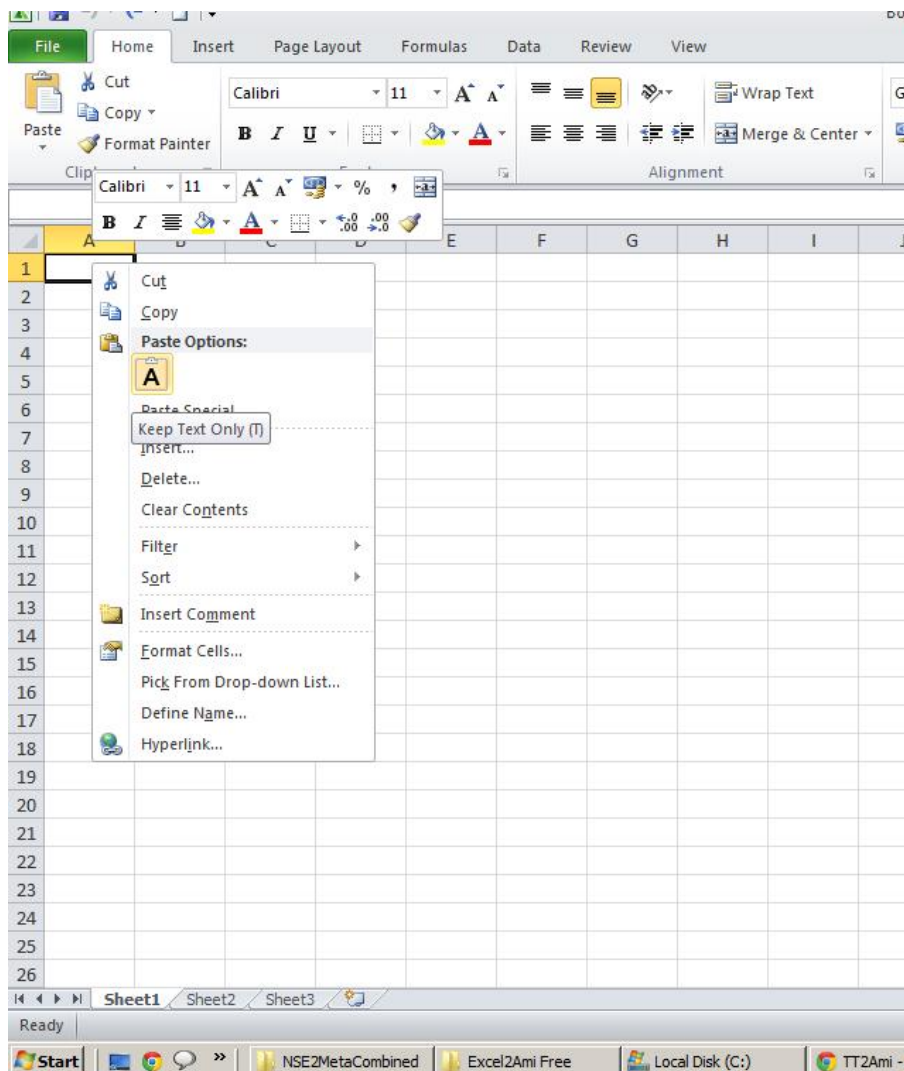 File Home Insert Page Layout Formulas Data Review View
Cut
Copy
Format Painter
Paste
Calibri 11 A A
B I U A
Wrap Text
Merge & Center
Alignment
Calibri 11 A A % ,
B I A .00 .00
A B C D E F G H I J
1
2
3
4
5
6
7
8
9
10
11
12
13
14
15
16
17
18
19
20
21
22
23
24
25
26
Cut
Copy
Paste Options:
A
Paste Special
Keep Text Only (T)
Insert...
Delete...
Clear Contents
Filter
Sort
Insert Comment
Format Cells...
Pick From Drop-down List...
Define Name...
Hyperlink...
Sheet1 Sheet2 Sheet3
Ready
Start » NSE2MetaCombined Excel2Ami Free Local Disk (C:) TT2Ami -